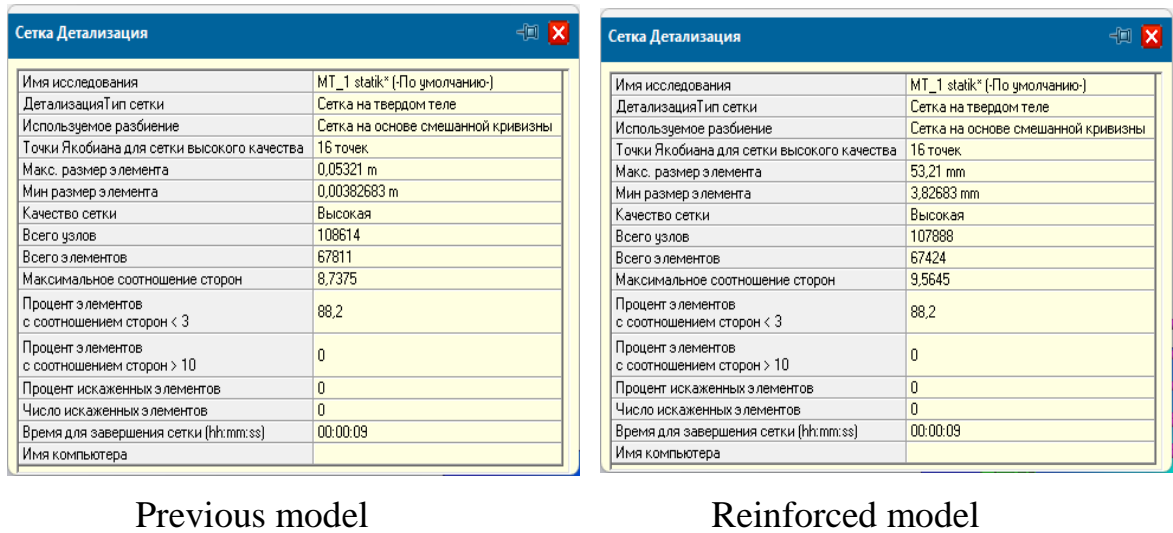 Сетка Детализация
Имя исследования MT_1 statik* (-По умолчанию-)
ДетализацияТип сетки Сетка на твердом теле
Используемое разбиение Сетка на основе смешанной кривизны
Точки Якобиана для сетки высокого качества 16 точек
Макс. размер элемента 0,05321 m
Мин размер элемента 0,00382683 m
Качество сетки Высокая
Всего узлов 108614
Всего элементов 67811
Максимальное соотношение сторон 8,7375
Процент элементов
с соотношением сторон < 3 88,2
Процент элементов
с соотношением сторон > 10 0
Процент искаженных элементов 0
Число искаженных элементов 0
Время для завершения сетки (hh:mm:ss) 00:00:09
Имя компьютера
Previous model
Сетка Детализация
Имя исследования MT_1 statik* (-По умолчанию-)
ДетализацияТип сетки Сетка на твердом теле
Используемое разбиение Сетка на основе смешанной кривизны
Точки Якобиана для сетки высокого качества 16 точек
Макс. размер элемента 53,21 mm
Мин размер элемента 3,82683 mm
Качество сетки Высокая
Всего узлов 107888
Всего элементов 67424
Максимальное соотношение сторон 9,5645
Процент элементов
с соотношением сторон < 3 88,2
Процент элементов
с соотношением сторон > 10 0
Процент искаженных элементов 0
Число искаженных элементов 0
Время для завершения сетки (hh:mm:ss) 00:00:09
Имя компьютера
Reinforced model